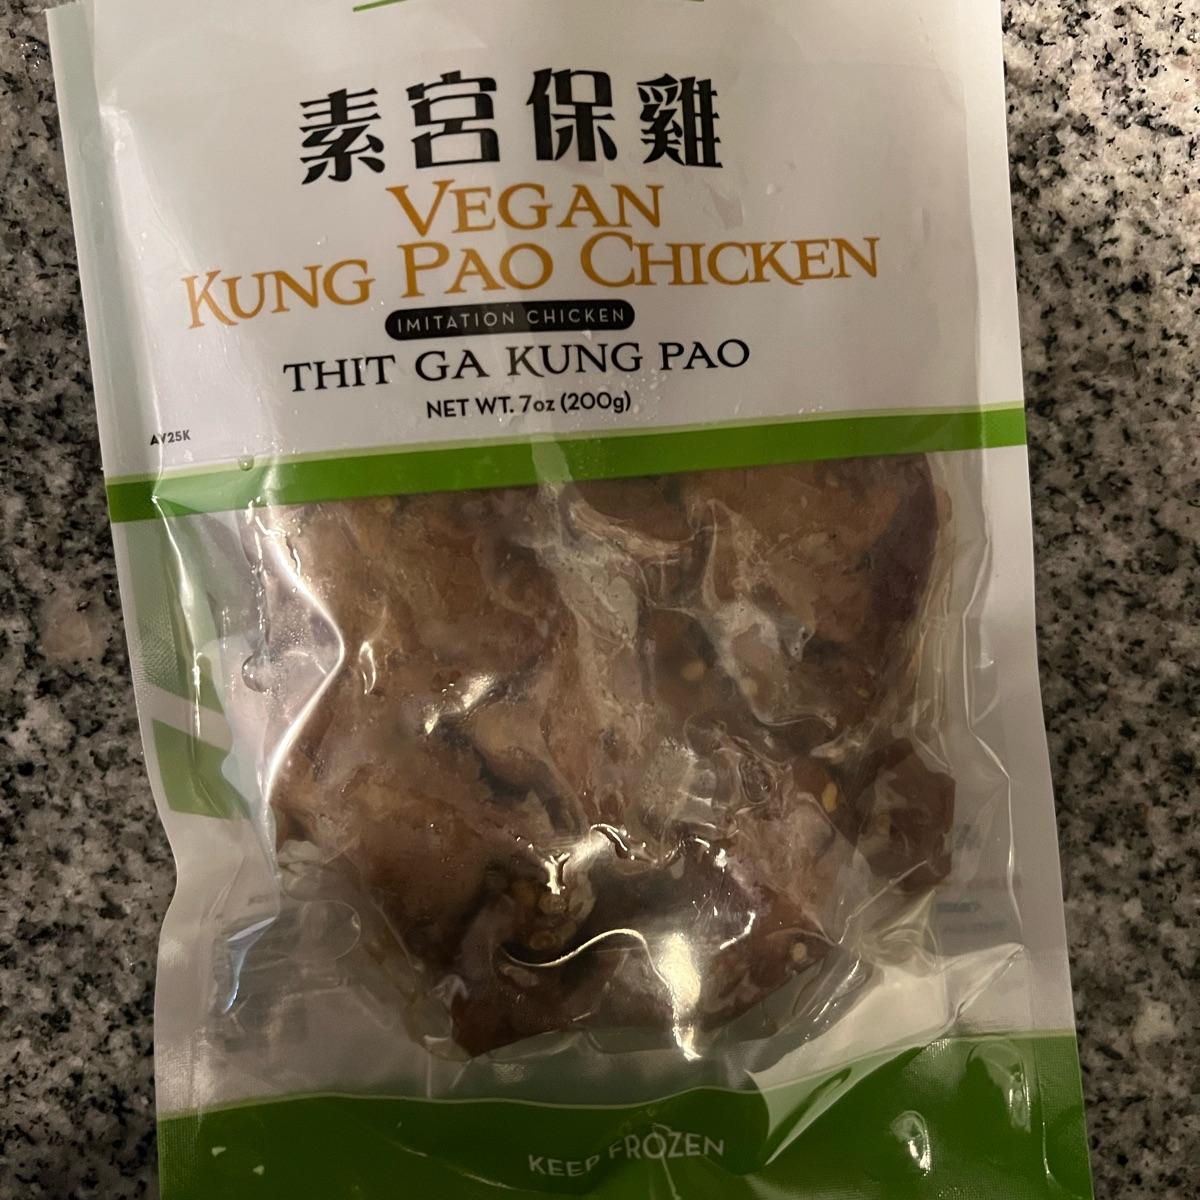 素宮保雞
VEGAN
KUNG PAO CHICKEN
IMITATION CHICKEN
THIT GA KUNG PAO
NET WT. 7oz (200g)
AV25K
KEEP FROZEN